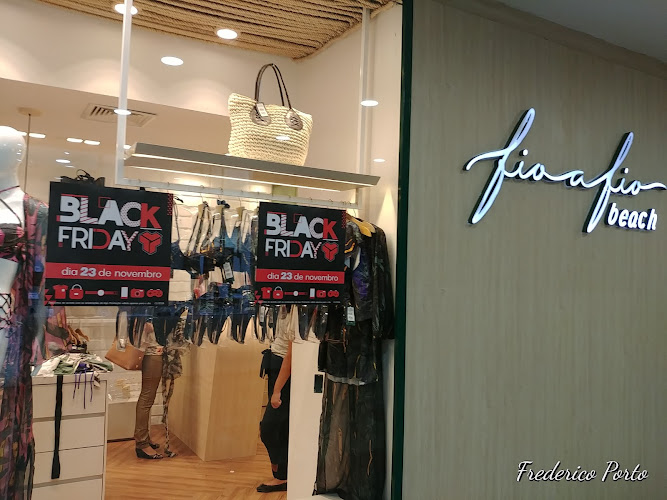 BLACK
FRIDAY
dia 23 de novembro
BLACK
FRIDAY
dia 23 de novembro
fio a fio
beach
Frederico Porto